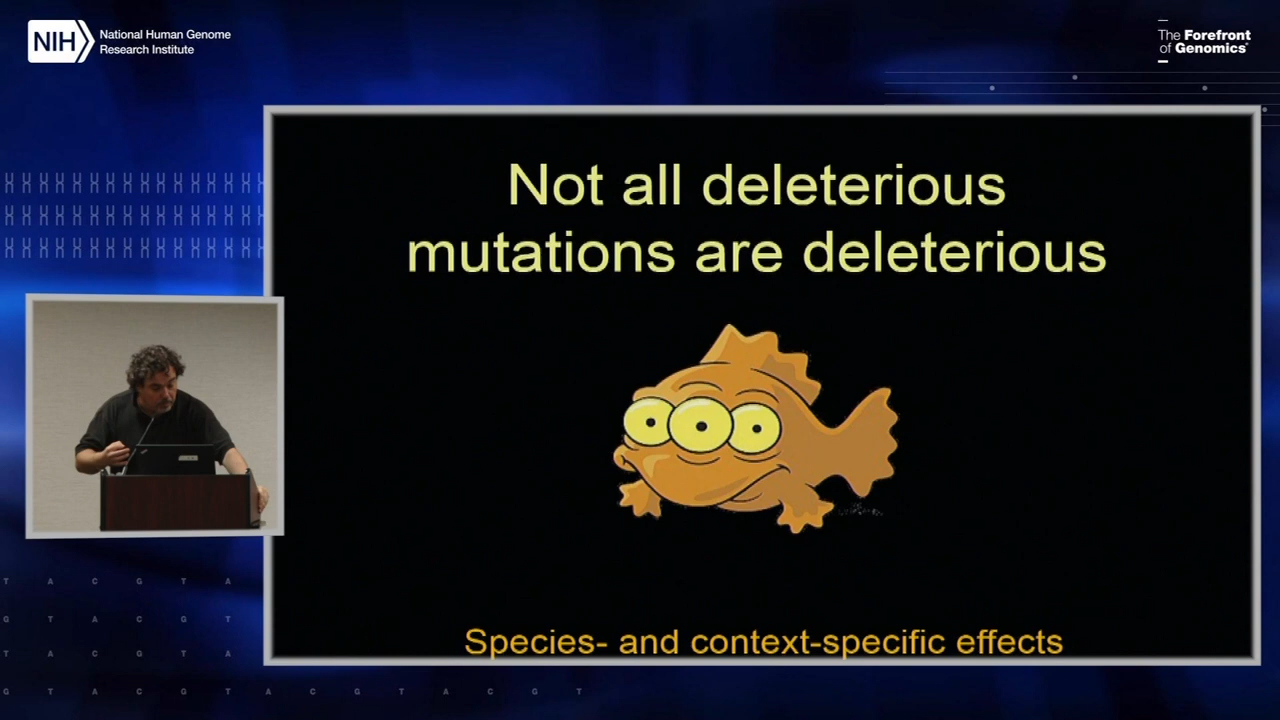 NIH
National Human Genome
Research Institute
The Forefront
of Genomics®
Not all deleterious
mutations are deleterious
Species- and context-specific effects
T A C G T A
G T A C G T
T A C G T A
G T A C G T A C G T A C G T